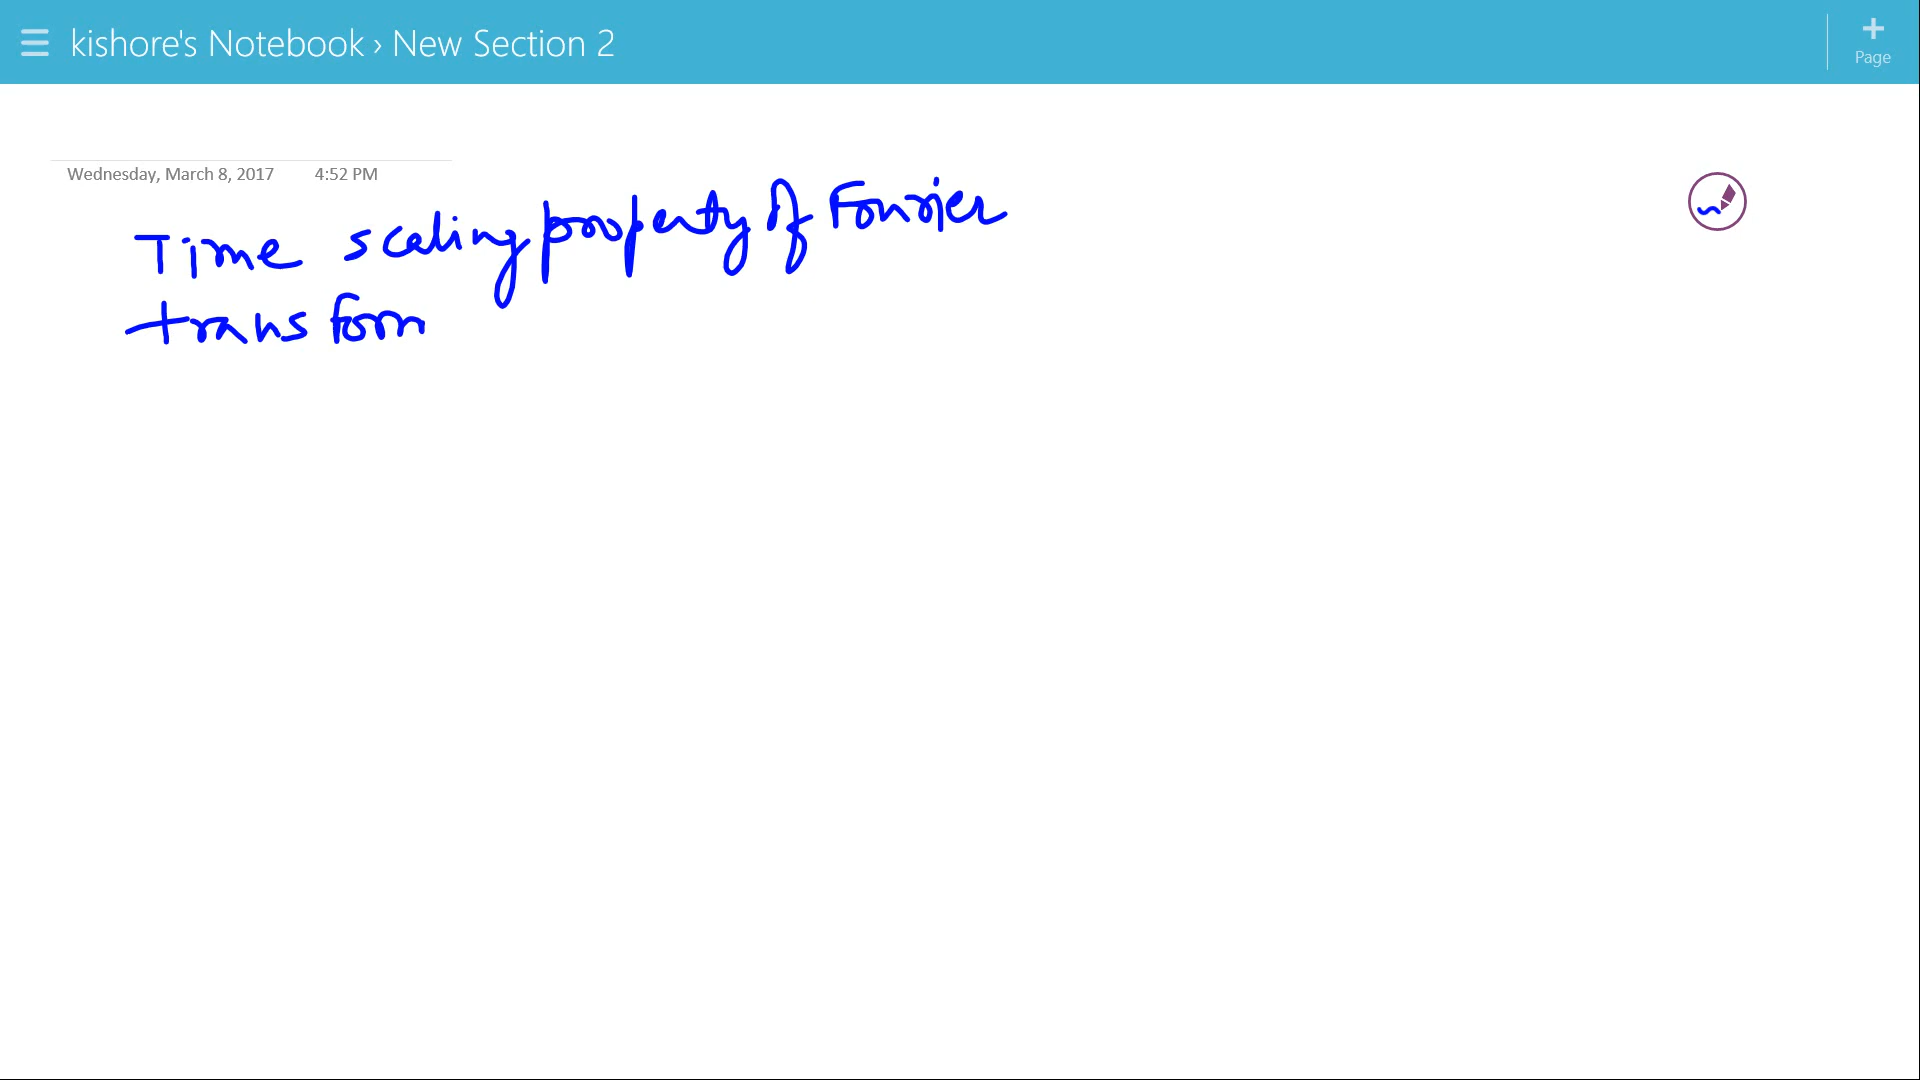 kishore's Notebook › New Section 2
Page
Wednesday, March 8, 2017 4:52 PM
Time scaling property of Fourier
transform